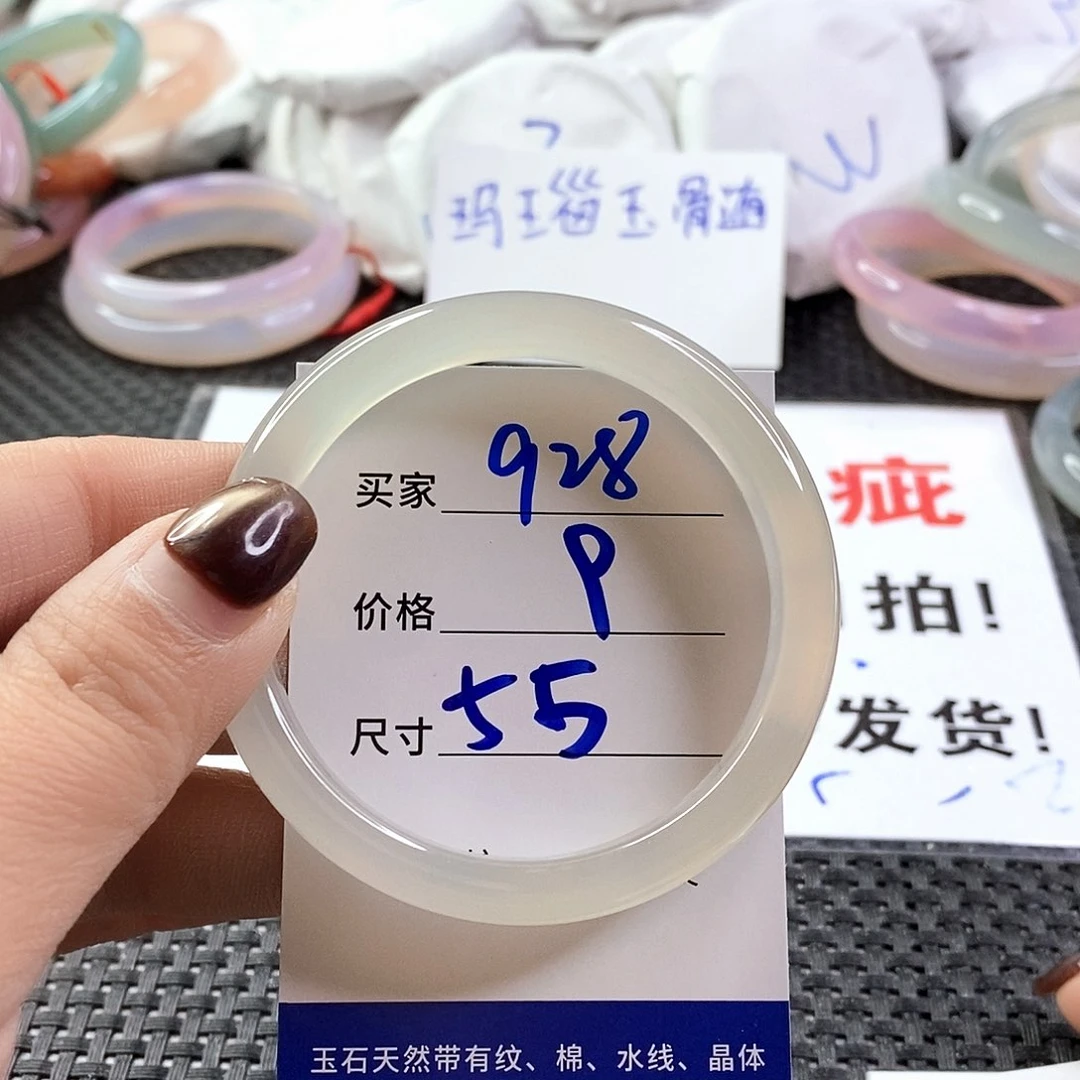 玛瑙玉骨髓
买家 928
价格 P
尺寸 55
玉石天然带有纹、棉、水线、晶体
疵
拍!
发货!